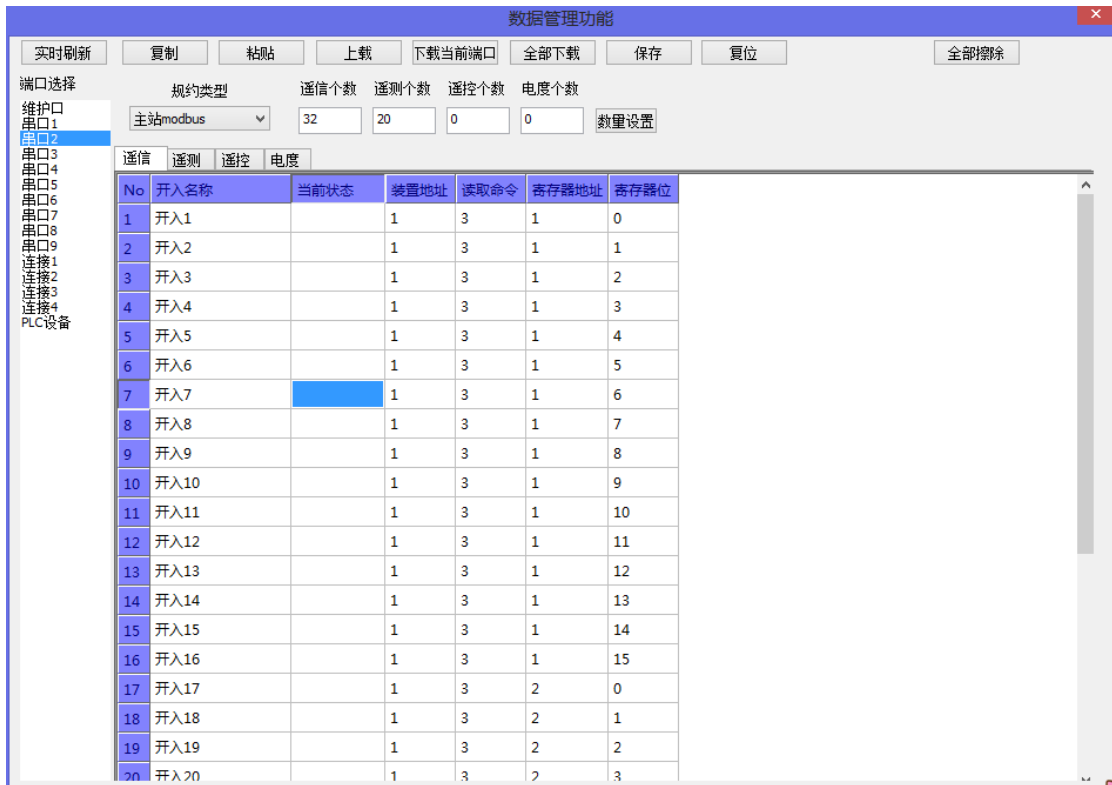 数据管理功能
实时刷新 复制 粘贴 上载 下载当前端口 全部下载 保存 复位 全部擦除
端口选择
维护口
串口1
串口2
串口3
串口4
串口5
串口6
串口7
串口8
串口9
连接1
连接2
连接3
连接4
PLC设备
规约类型 遥信个数 遥测个数 遥控个数 电度个数
主站modbus 32 20 0 0 数量设置
遥信 遥测 遥控 电度
No 开入名称 当前状态 装置地址 读取命令 寄存器地址 寄存器位
1 开入1 1 3 1 0
2 开入2 1 3 1 1
3 开入3 1 3 1 2
4 开入4 1 3 1 3
5 开入5 1 3 1 4
6 开入6 1 3 1 5
7 开入7 1 3 1 6
8 开入8 1 3 1 7
9 开入9 1 3 1 8
10 开入10 1 3 1 9
11 开入11 1 3 1 10
12 开入12 1 3 1 11
13 开入13 1 3 1 12
14 开入14 1 3 1 13
15 开入15 1 3 1 14
16 开入16 1 3 1 15
17 开入17 1 3 2 0
18 开入18 1 3 2 1
19 开入19 1 3 2 2
20 开入20 1 3 2 3